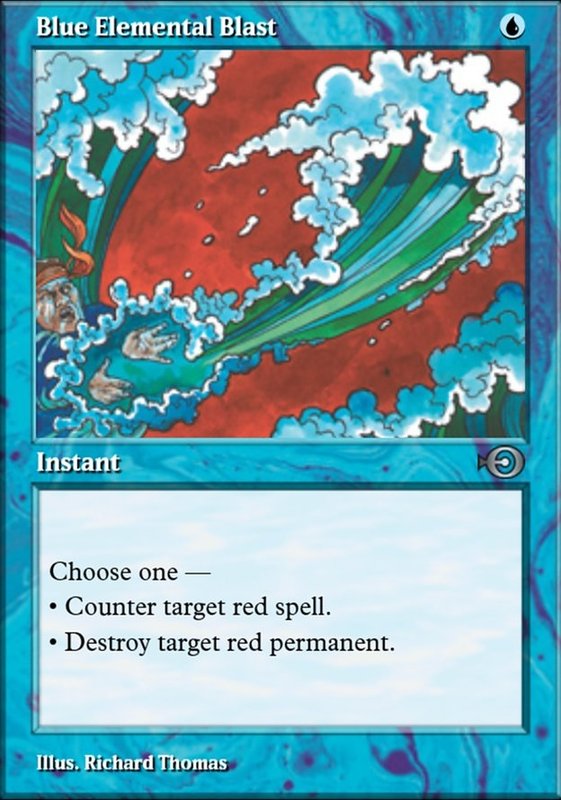 Blue Elemental Blast
Instant
Choose one —
• Counter target red spell.
• Destroy target red permanent.
Illus. Richard Thomas